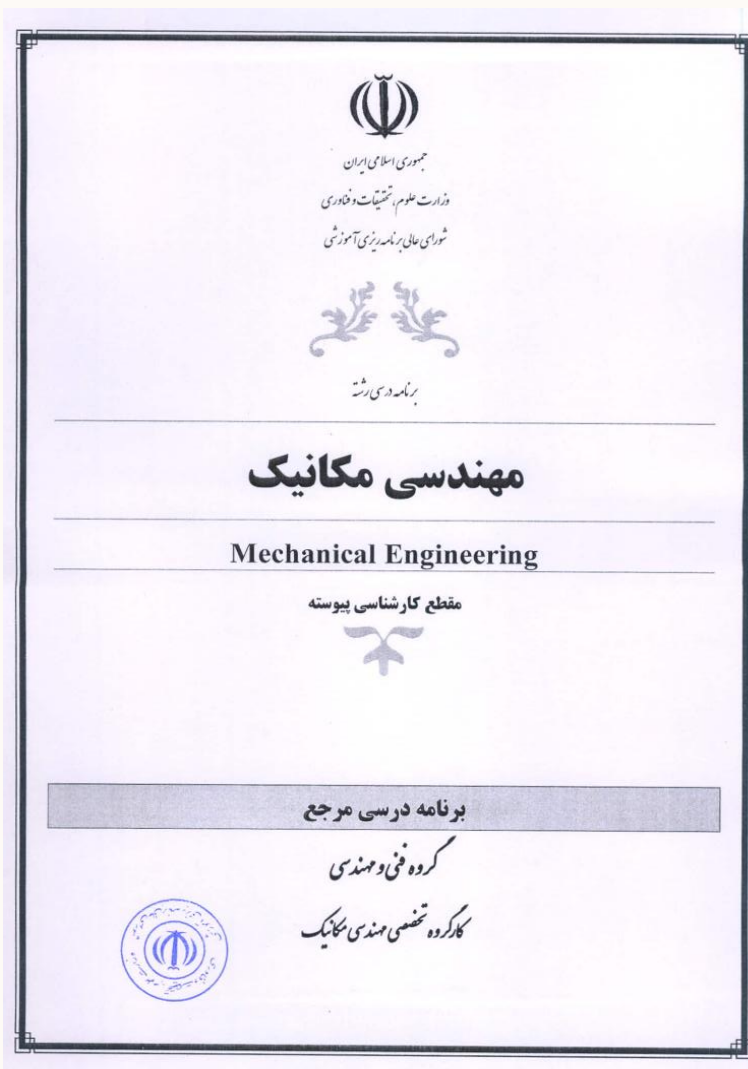 جمهوری اسلامی ایران
وزارت علوم، تحقیقات و فناوری
شورای عالی برنامه‌ریزی آموزشی
برنامه درسی رشته
مهندسی مکانیک
Mechanical Engineering
مقطع کارشناسی پیوسته
برنامه درسی مرجع
گروه فنی و مهندسی
کارگروه تخصصی مهندسی مکانیک